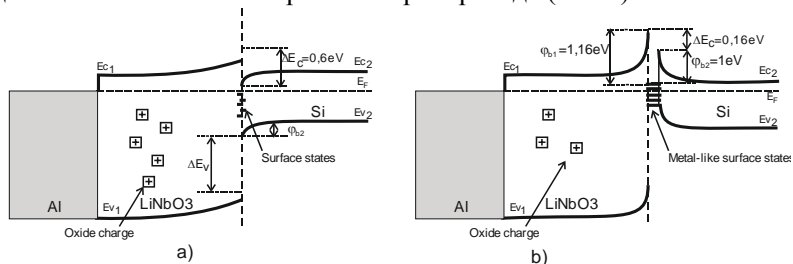 ΔEC=0,6eV
Ec1
Ec2
EF
Si
Ev2
φb2
Surface states
ΔEV
Al
Ev1
LiNbO3
Oxide charge
a)
φb1=1,16eV
ΔEC=0,16eV
φb2=1eV
Ec1
Ec2
EF
Si
Ev2
Metal-like surface states
Al
Ev1
LiNbO3
Oxide charge
b)